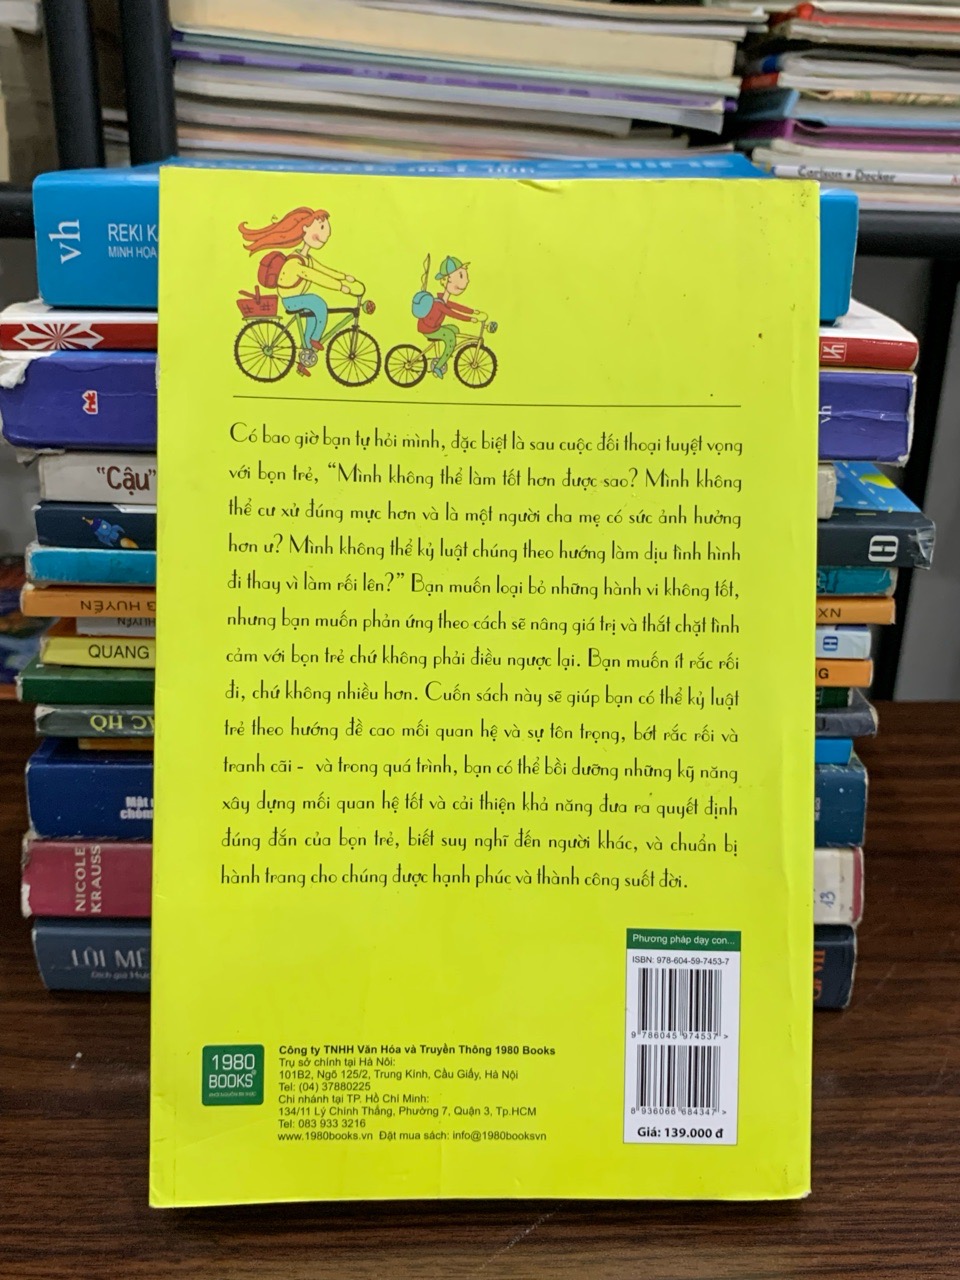 Carlson • Decker
vh
REKI K
MINH HOA
"Cậu"
NG HUYỀN
HUYỀN
QUANG
NX
NICOLE
KRAUSS
13
Có bao giờ bạn tự hỏi mình, đặc biệt là sau cuộc đối thoại tuyệt vọng
với bọn trẻ, "Mình không thể làm tốt hơn được sao? Mình không
thể cư xử đúng mực hơn và là một người cha mẹ có sức ảnh hưởng
hơn ư? Mình không thể kỷ luật chúng theo hướng làm dịu tình hình
đi thay vì làm rối lên?" Bạn muốn loại bỏ những hành vi không tốt,
nhưng bạn muốn phản ứng theo cách sẽ nâng giá trị và thắt chặt tình
cảm với bọn trẻ chứ không phải điều ngược lại. Bạn muốn ít rắc rối
đi, chứ không nhiều hơn. Cuốn sách này sẽ giúp bạn có thể kỷ luật
trẻ theo hướng đề cao mối quan hệ và sự tôn trọng, bớt rắc rối và
tranh cãi - và trong quá trình, bạn có thể bồi dưỡng những kỹ năng
xây dựng mối quan hệ tốt và cải thiện khả năng đưa ra quyết định
đúng đắn của bọn trẻ, biết suy nghĩ đến người khác, và chuẩn bị
hành trang cho chúng được hạnh phúc và thành công suốt đời.
Phương pháp dạy con...
ISBN: 978-604-59-7453-7
9 786045 974537 >
8 936066 684347 >
Giá: 139.000 đ
1980
BOOKS
Công ty TNHH Văn Hóa và Truyền Thông 1980 Books
Trụ sở chính tại Hà Nôi:
101B2, Ngõ 125/2, Trung Kính, Cầu Giấy, Hà Nội
Tel: (04) 37880225
Chi nhánh tại TP. Hồ Chí Minh:
134/11 Lý Chính Thắng, Phường 7, Quận 3, Tp.HCM
Tel: 083 933 3216
www.1980books.vn Đặt mua sách: info@1980booksvn